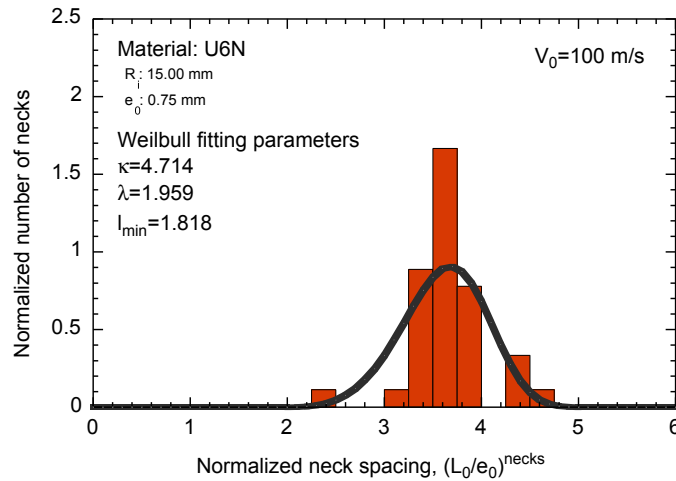 2.5
2
1.5
1
0.5
0
Normalized number of necks
Material: U6N
R_i: 15.00 mm
e_0: 0.75 mm
V_0=100 m/s
Weilbull fitting parameters
κ=4.714
λ=1.959
l_min=1.818
0 1 2 3 4 5 6
Normalized neck spacing, (L_0/e_0)^necks